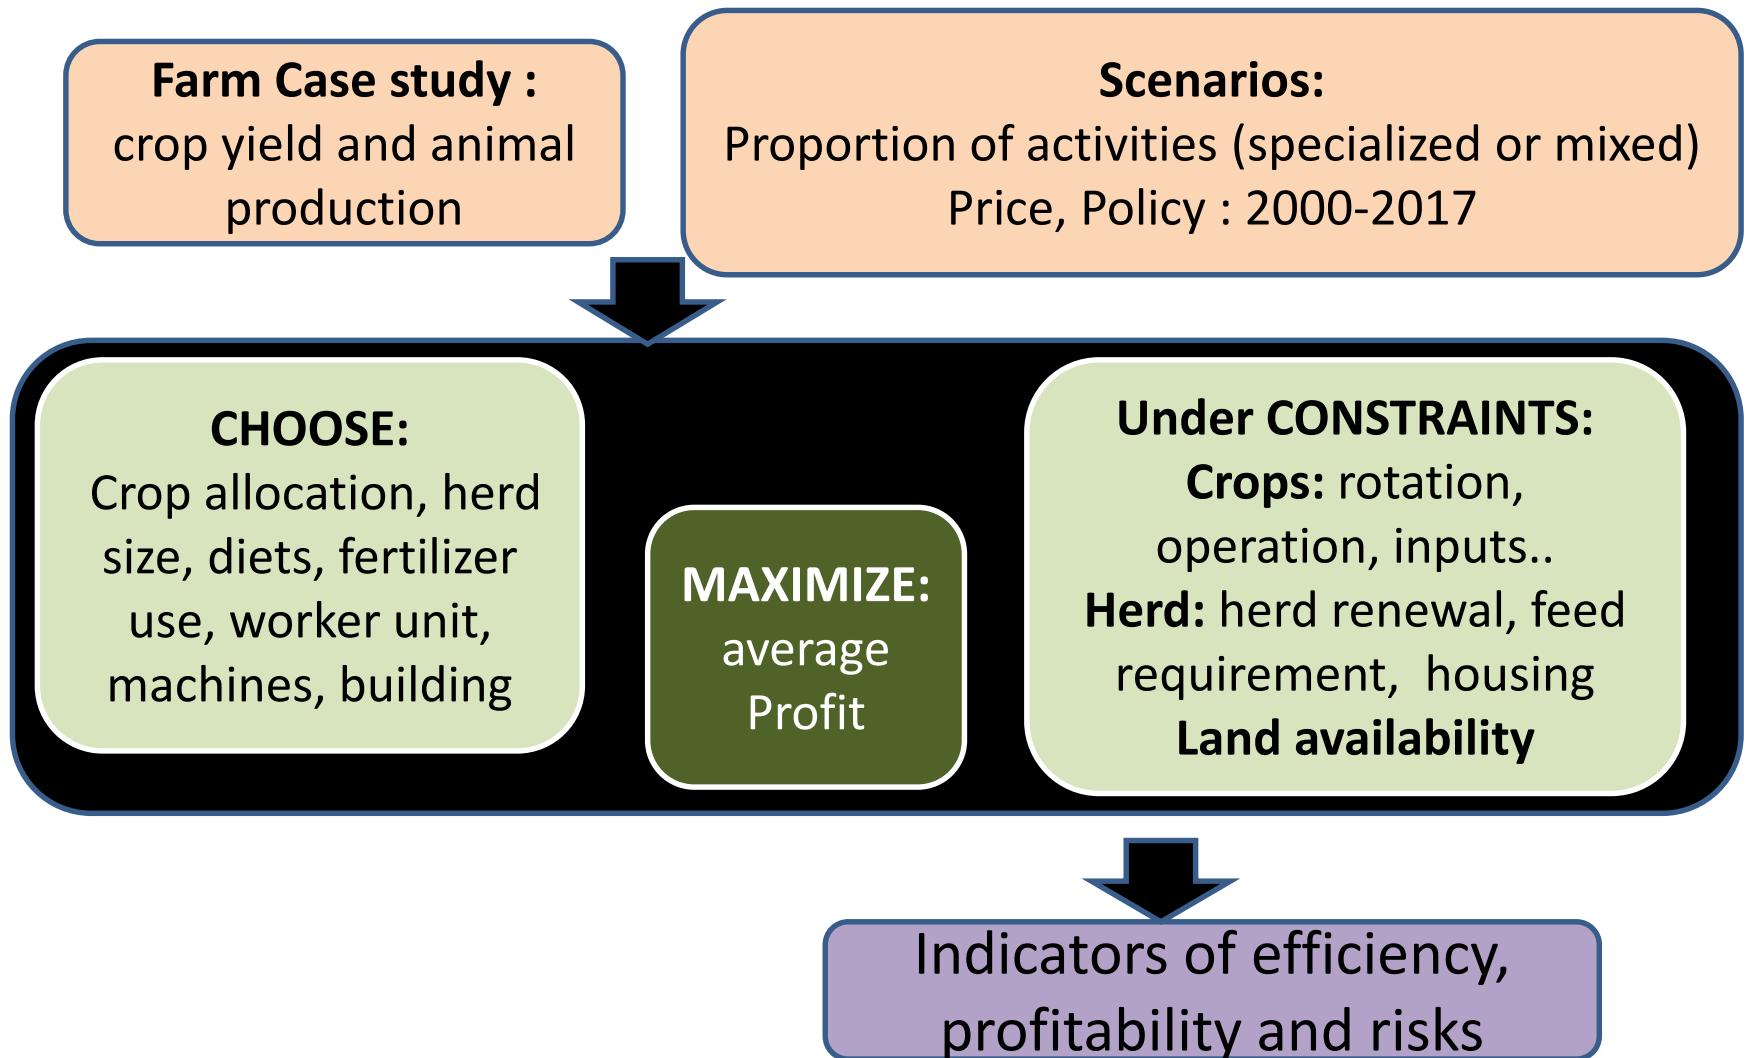 Farm Case study :
crop yield and animal
production
Scenarios:
Proportion of activities (specialized or mixed)
Price, Policy : 2000-2017
CHOOSE:
Crop allocation, herd
size, diets, fertilizer
use, worker unit,
machines, building
MAXIMIZE:
average
Profit
Under CONSTRAINTS:
Crops: rotation,
operation, inputs..
Herd: herd renewal, feed
requirement,  housing
Land availability
Indicators of efficiency,
profitability and risks